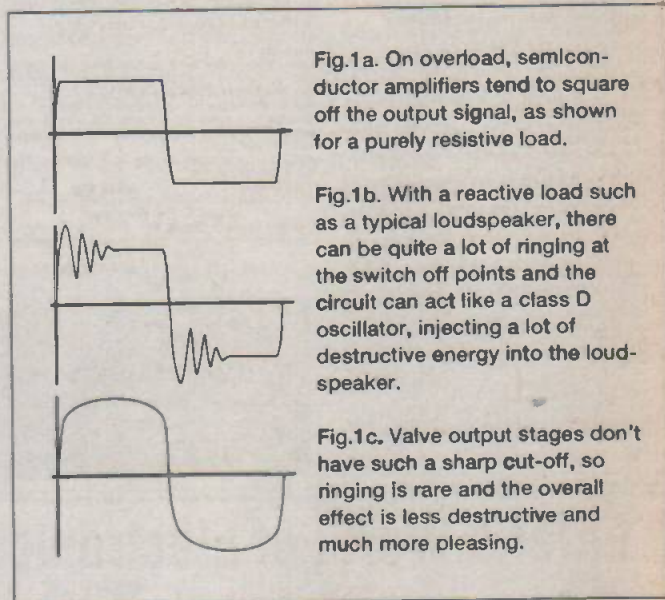 Fig.1a. On overload, semicon-
ductor amplifiers tend to square
off the output signal, as shown
for a purely resistive load.
Fig.1b. With a reactive load such
as a typical loudspeaker, there
can be quite a lot of ringing at
the switch off points and the
circuit can act like a class D
oscillator, injecting a lot of
destructive energy into the loud-
speaker.
Fig.1c. Valve output stages don't
have such a sharp cut-off, so
ringing is rare and the overall
effect is less destructive and
much more pleasing.